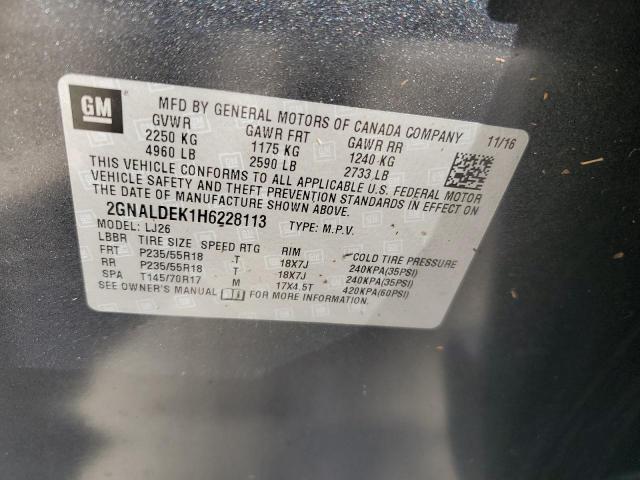 GM
MFD BY GENERAL MOTORS OF CANADA COMPANY
GVWR GAWR FRT GAWR RR 11/16
2250 KG 1175 KG 1240 KG
4960 LB 2590 LB 2733 LB
THIS VEHICLE CONFORMS TO ALL APPLICABLE U.S. FEDERAL MOTOR
VEHICLE SAFETY AND THEFT PREVENTION STANDARDS IN EFFECT ON
THE DATE OF MANUFACTURE SHOWN ABOVE.
2GNALDEK1H6228113 TYPE: M.P.V.
MODEL: LJ26
LBBR TIRE SIZE SPEED RTG RIM COLD TIRE PRESSURE
FRT P235/55R18 T 18X7J 240KPA(35PSI)
RR P235/55R18 T 18X7J 240KPA(35PSI)
SPA T145/70R17 M 17X4.5T 420KPA(60PSI)
SEE OWNER'S MANUAL FOR MORE INFORMATION.